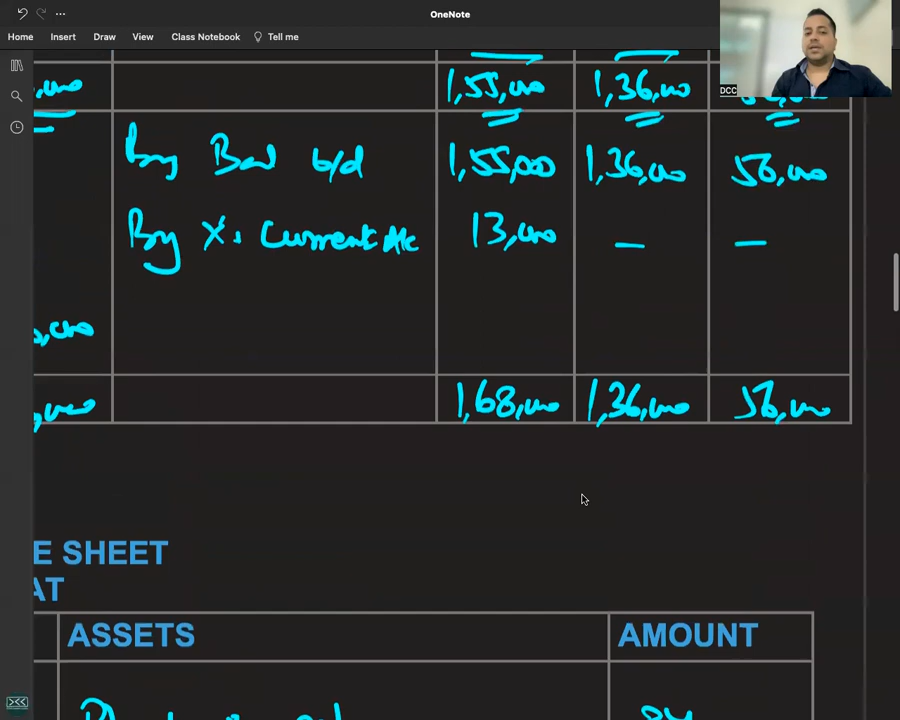 OneNote
Home Insert Draw View Class Notebook Tell me
DCC
1,55,000 1,36,000
By Bal b/d 1,55,000 1,36,000 56,000
By X's Current A/c 13,000 — —
1,68,000 1,36,000 56,000
E SHEET
AT
ASSETS AMOUNT